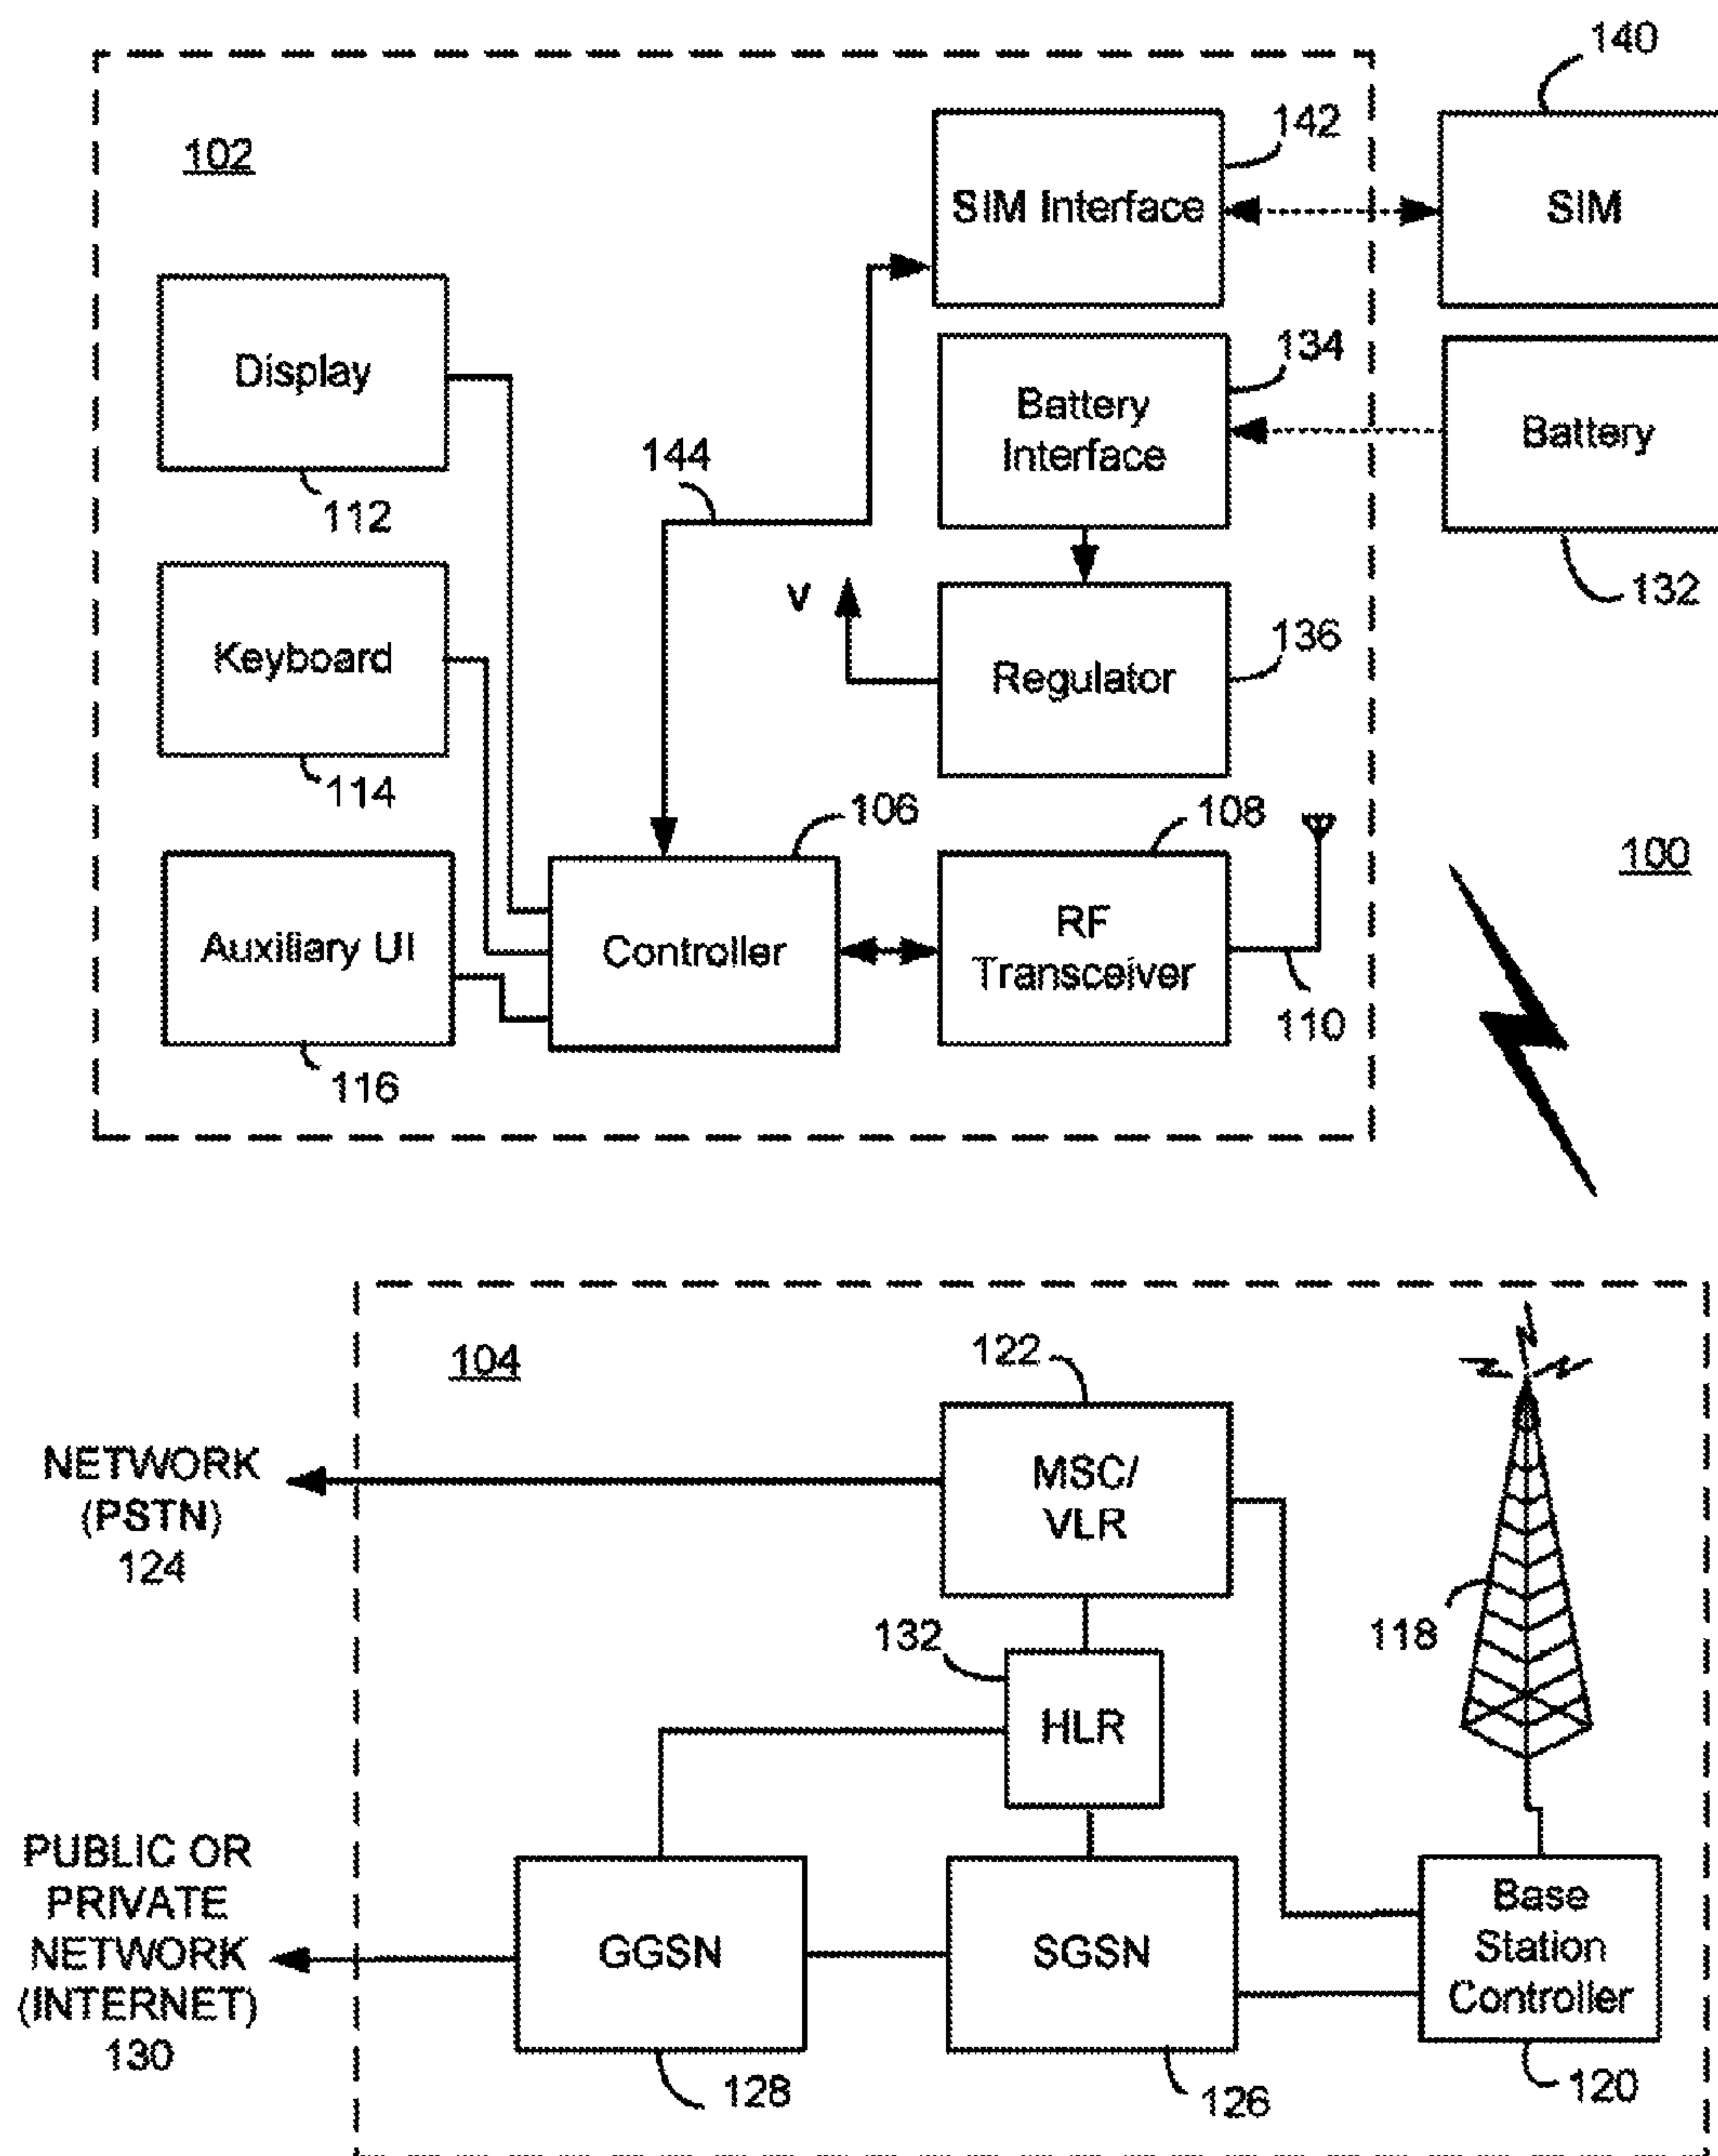 140
102
142
SIM Interface
SIM
134
Display
Battery
Interface
Battery
144
112
132
V
136
Keyboard
Regulator
114
106
108
100
Auxiliary UI
Controller
RF
Transceiver
110
116
104
122
NETWORK
(PSTN)
124
MSC/
VLR
118
132
HLR
PUBLIC OR
PRIVATE
NETWORK
(INTERNET)
130
GGSN
SGSN
Base
Station
Controller
128
126
120